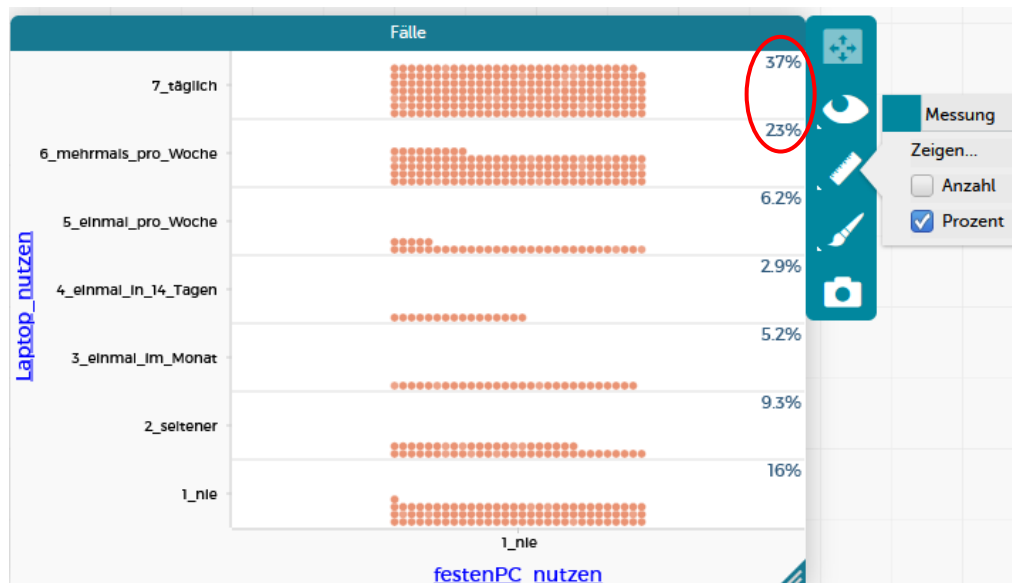 Fälle
7_täglich
37%
6_mehrmals_pro_Woche
23%
5_einmal_pro_Woche
6.2%
4_einmal_in_14_Tagen
2.9%
3_einmal_im_Monat
5.2%
2_seltener
9.3%
1_nie
16%
Laptop_nutzen
1_nie
festenPC_nutzen
Messung
Zeigen...
Anzahl
Prozent